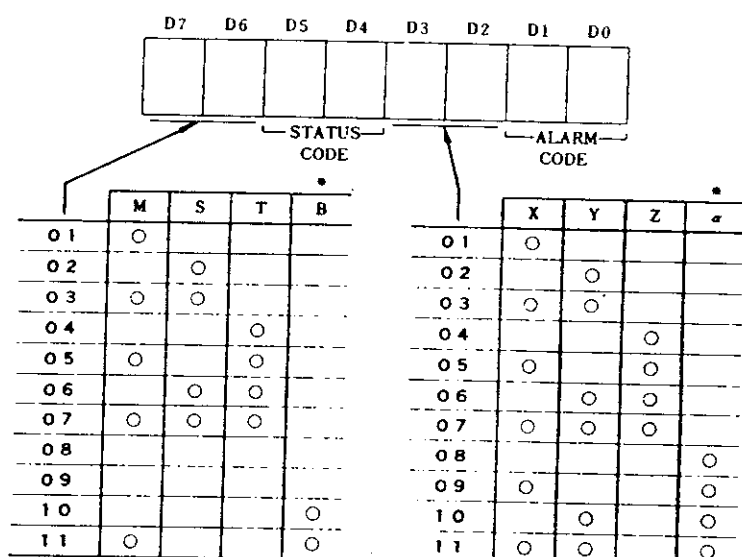 D7 D6 D5 D4 D3 D2 D1 D0
STATUS CODE
ALARM CODE
* 
M S T B
01 ○
02 ○
03 ○ ○
04 ○
05 ○ ○
06 ○ ○
07 ○ ○ ○
08
09
10 ○
11 ○ ○
*
X Y Z α
01 ○
02 ○
03 ○ ○
04 ○
05 ○ ○
06 ○ ○
07 ○ ○ ○
08 ○
09 ○ ○
10 ○ ○
11 ○ ○ ○